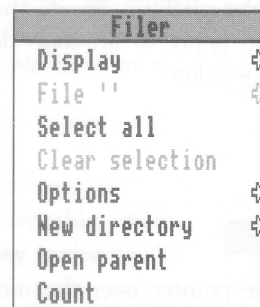 Filer
Display
File ''
Select all
Clear selection
Options
New directory
Open parent
Count